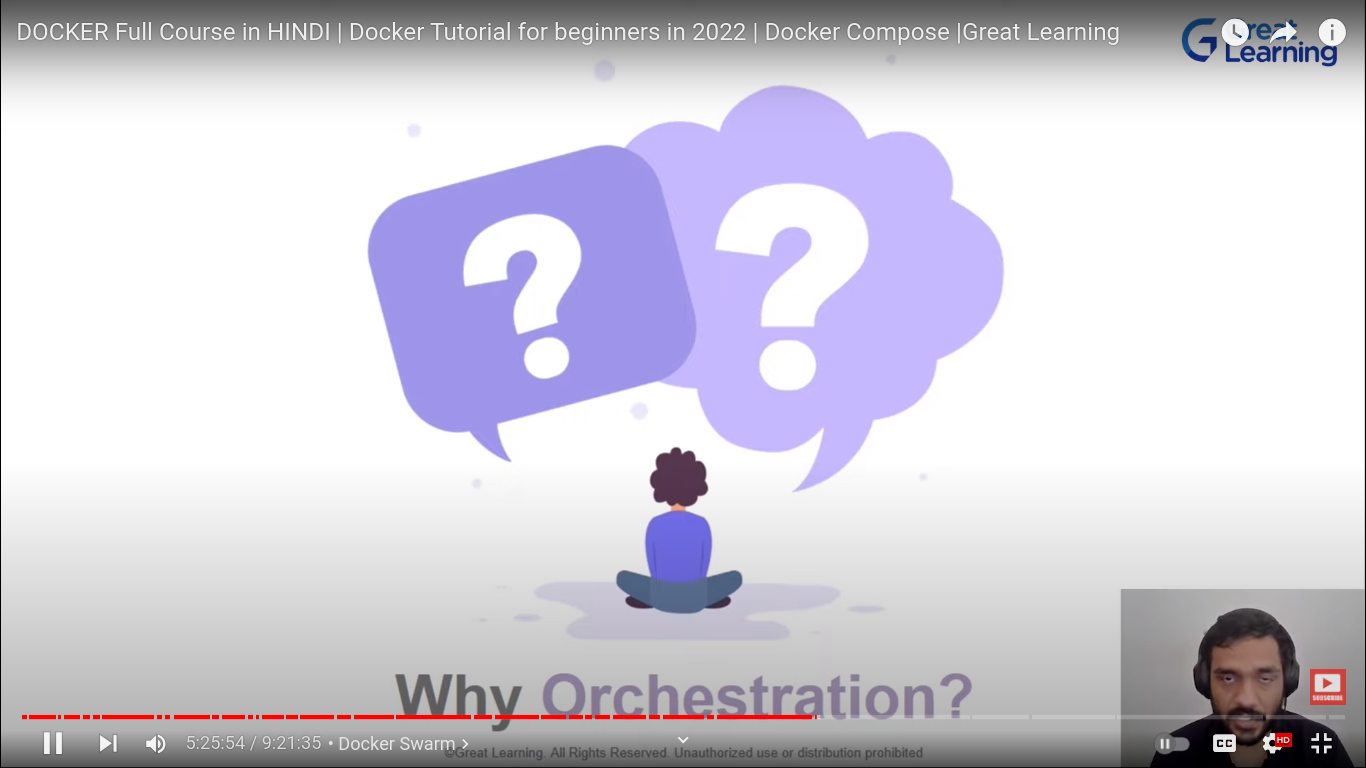 DOCKER Full Course in HINDI | Docker Tutorial for beginners in 2022 | Docker Compose |Great Learning
Great
Learning
? ?
Why Orchestration?
SUBSCRIBE
5:25:54 / 9:21:35 • Docker Swarm >
CC
HD
©Great Learning. All Rights Reserved. Unauthorized use or distribution prohibited